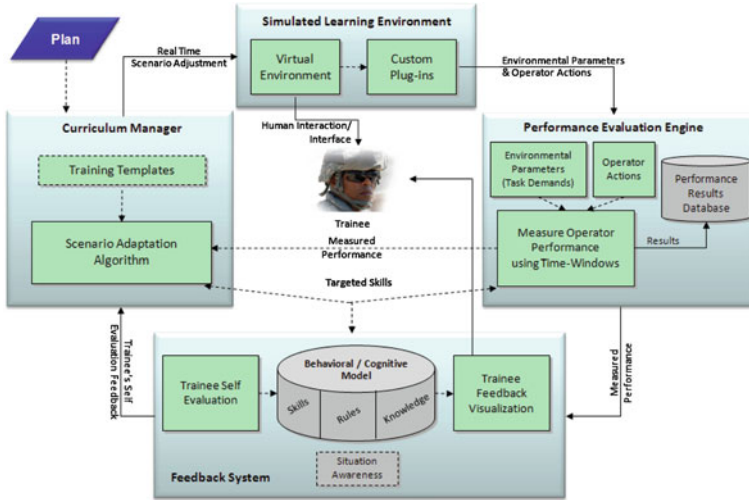 Plan
Simulated Learning Environment
Virtual
Environment
Custom
Plug-ins
Real Time
Scenario Adjustment
Environmental Parameters
& Operator Actions
Human Interaction/
Interface
Curriculum Manager
Training Templates
Scenario Adaptation
Algorithm
Trainee
Performance Evaluation Engine
Environmental
Parameters
(Task Demands)
Operator
Actions
Performance
Results
Database
Measure Operator
Performance
using Time-Windows
Results
Measured
Performance
Targeted Skills
Trainee's Self
Evaluation Feedback
Measured
Performance
Trainee Self
Evaluation
Behavioral / Cognitive
Model
Skills
Rules
Knowledge
Trainee
Feedback
Visualization
Situation
Awareness
Feedback System